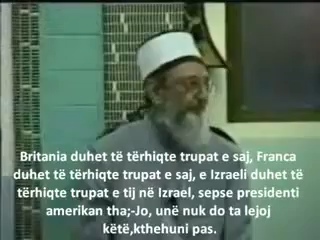 Britania duhet të tërhiqte trupat e saj, Franca
duhet të tërhiqte trupat e saj, e Izraeli duhet të
tërhiqte trupat e tij në Izrael, sepse presidenti
amerikan tha;-Jo, unë nuk do ta lejoj
këtë,kthehuni pas.